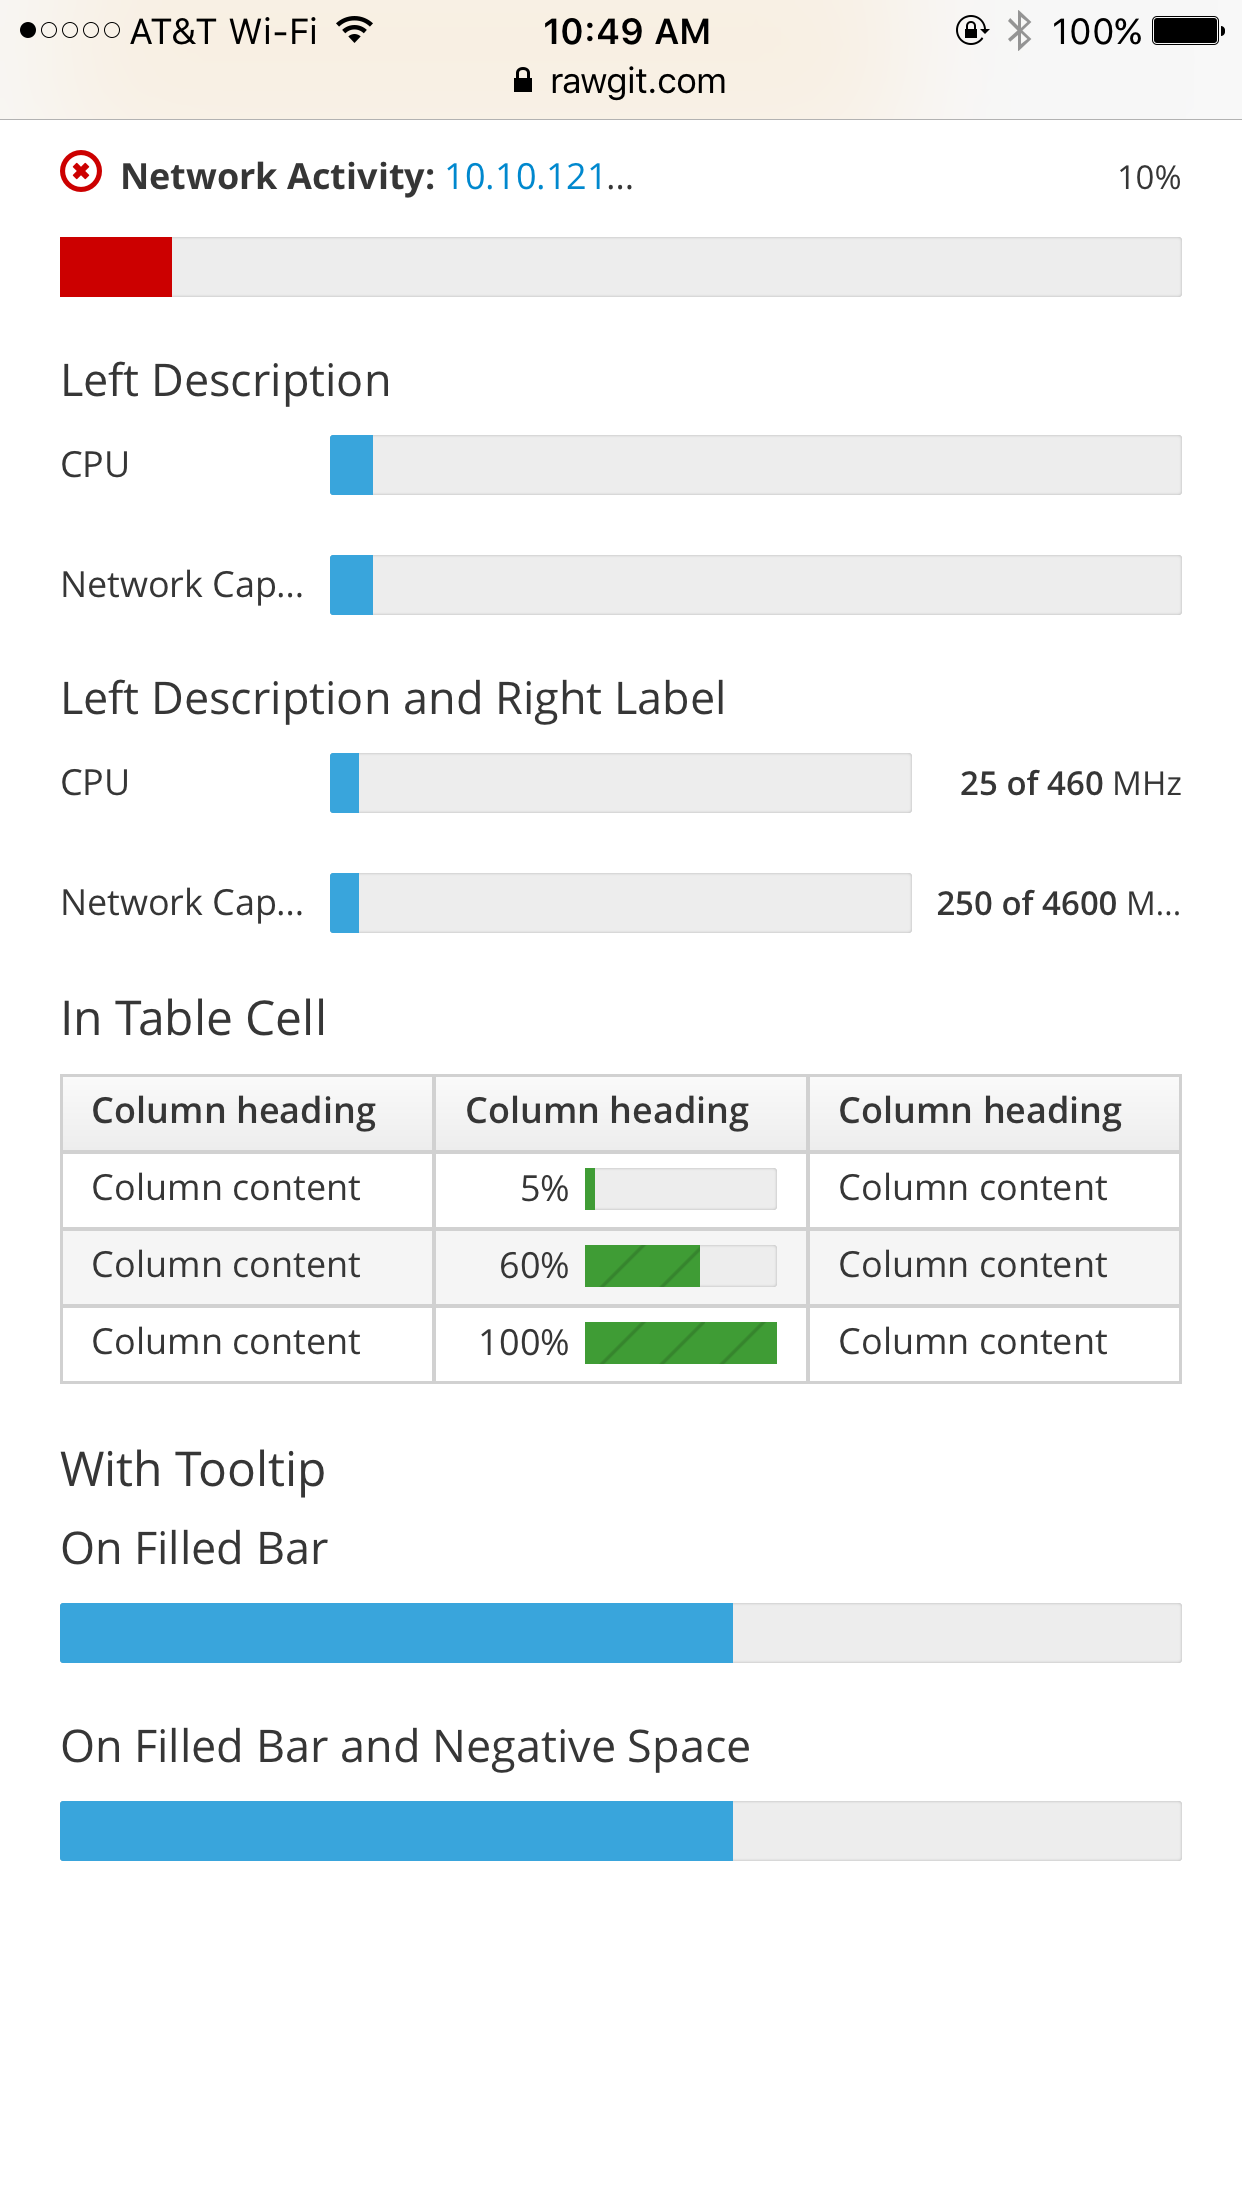 AT&T Wi-Fi 10:49 AM 100%
rawgit.com
Network Activity: 10.10.121... 10%
Left Description
CPU
Network Cap...
Left Description and Right Label
CPU 25 of 460 MHz
Network Cap... 250 of 4600 M...
In Table Cell
Column heading Column heading Column heading
Column content 5% Column content
Column content 60% Column content
Column content 100% Column content
With Tooltip
On Filled Bar
On Filled Bar and Negative Space